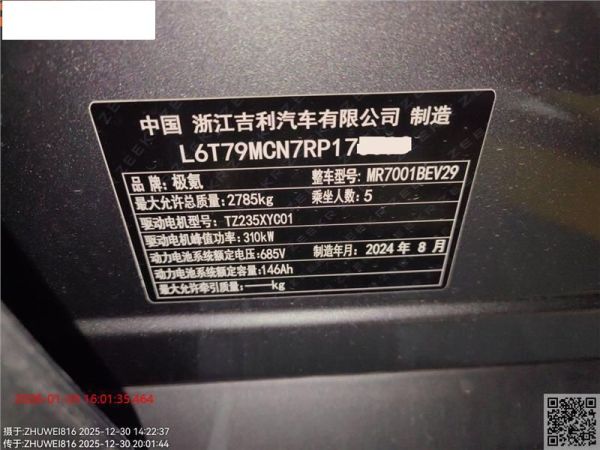 中国 浙江吉利汽车有限公司 制造
L6T79MCN7RP17
品牌:极氪 整车型号:MR7001BEV29
最大允许总质量:2785kg 乘坐人数:5
驱动电机型号:TZ235XYC01
驱动电机峰值功率:310kW
动力电池系统额定电压:685V 制造年月:2024 年 8 月
动力电池系统额定容量:146Ah
最大允许牵引质量:——kg
16:01:35.464
摄于:ZHUWEI816 2025-12-30 14:22:37
传于:ZHUWEI816 2025-12-30 20:01:44